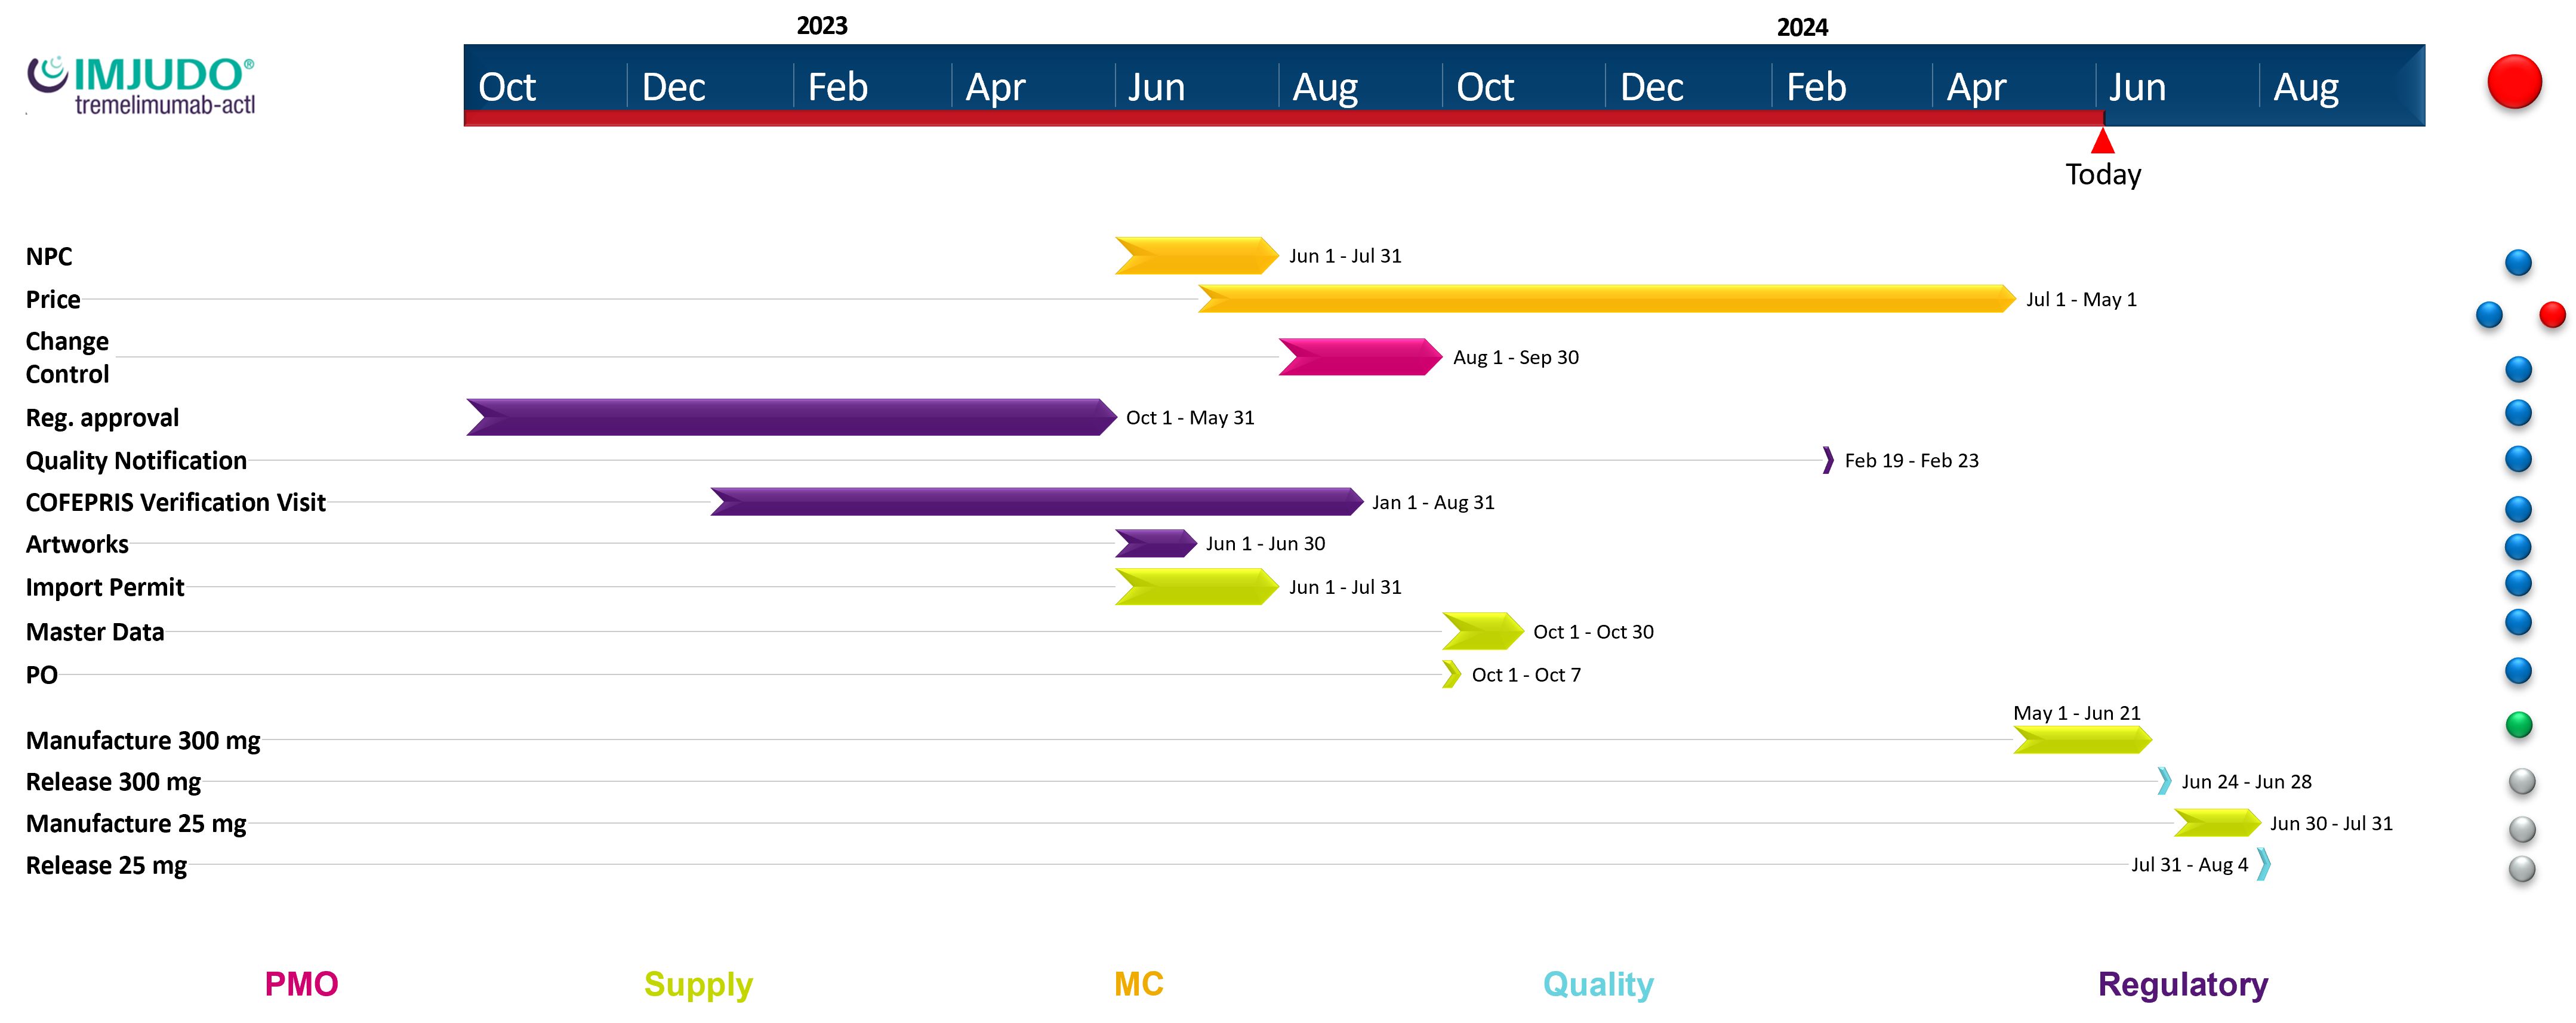 2023
2024
IMJUDO®
tremelimumab-actl
Oct Dec Feb Apr Jun Aug Oct Dec Feb Apr Jun Aug
Today
NPC
Jun 1 - Jul 31
Price
Jul 1 - May 1
Change
Control
Aug 1 - Sep 30
Reg. approval
Oct 1 - May 31
Quality Notification
Feb 19 - Feb 23
COFEPRIS Verification Visit
Jan 1 - Aug 31
Artworks
Jun 1 - Jun 30
Import Permit
Jun 1 - Jul 31
Master Data
Oct 1 - Oct 30
PO
Oct 1 - Oct 7
May 1 - Jun 21
Manufacture 300 mg
Release 300 mg
Jun 24 - Jun 28
Manufacture 25 mg
Jun 30 - Jul 31
Release 25 mg
Jul 31 - Aug 4
PMO
Supply
MC
Quality
Regulatory